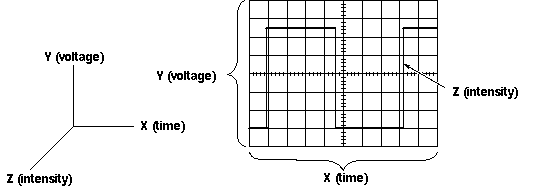 Y (voltage)
X (time)
Z (intensity)
Y (voltage)
Z (intensity)
X (time)